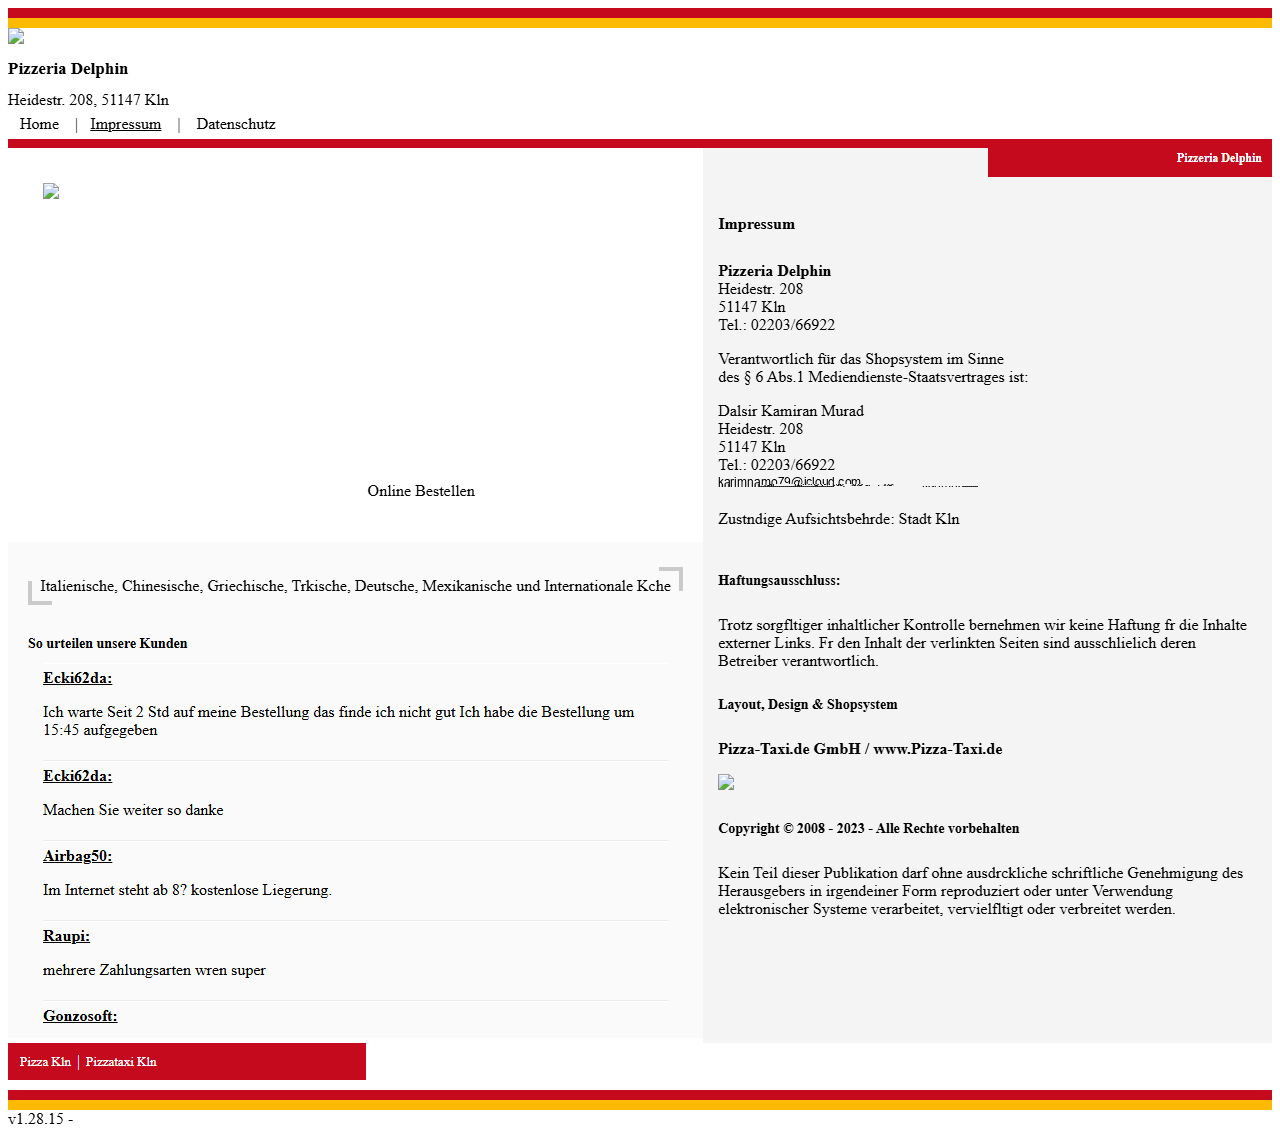 Pizzeria Delphin
Heidestr. 208, 51147 Kln
Home | Impressum | Datenschutz
Pizzeria Delphin
Online Bestellen
Italienische, Chinesische, Griechische, Trkische, Deutsche, Mexikanische und Internationale Kche
So urteilen unsere Kunden
Ecki62da:
Ich warte Seit 2 Std auf meine Bestellung das finde ich nicht gut Ich habe die Bestellung um
15:45 aufgegeben
Ecki62da:
Machen Sie weiter so danke
Airbag50:
Im Internet steht ab 8? kostenlose Liegerung.
Raupi:
mehrere Zahlungsarten wren super
Gonzosoft:
Impressum
Pizzeria Delphin
Heidestr. 208
51147 Kln
Tel.: 02203/66922
Verantwortlich für das Shopsystem im Sinne
des § 6 Abs.1 Mediendienste-Staatsvertrages ist:
Dalsir Kamiran Murad
Heidestr. 208
51147 Kln
Tel.: 02203/66922
karimnamo79@icloud.com
Zustndige Aufsichtsbehrde: Stadt Kln
Haftungsausschluss:
Trotz sorgfltiger inhaltlicher Kontrolle bernehmen wir keine Haftung fr die Inhalte
externer Links. Fr den Inhalt der verlinkten Seiten sind ausschlielich deren
Betreiber verantwortlich.
Layout, Design & Shopsystem
Pizza-Taxi.de GmbH / www.Pizza-Taxi.de
Copyright © 2008 - 2023 - Alle Rechte vorbehalten
Kein Teil dieser Publikation darf ohne ausdrckliche schriftliche Genehmigung des
Herausgebers in irgendeiner Form reproduziert oder unter Verwendung
elektronischer Systeme verarbeitet, vervielfltigt oder verbreitet werden.
Pizza Kln | Pizzataxi Kln
v1.28.15 -